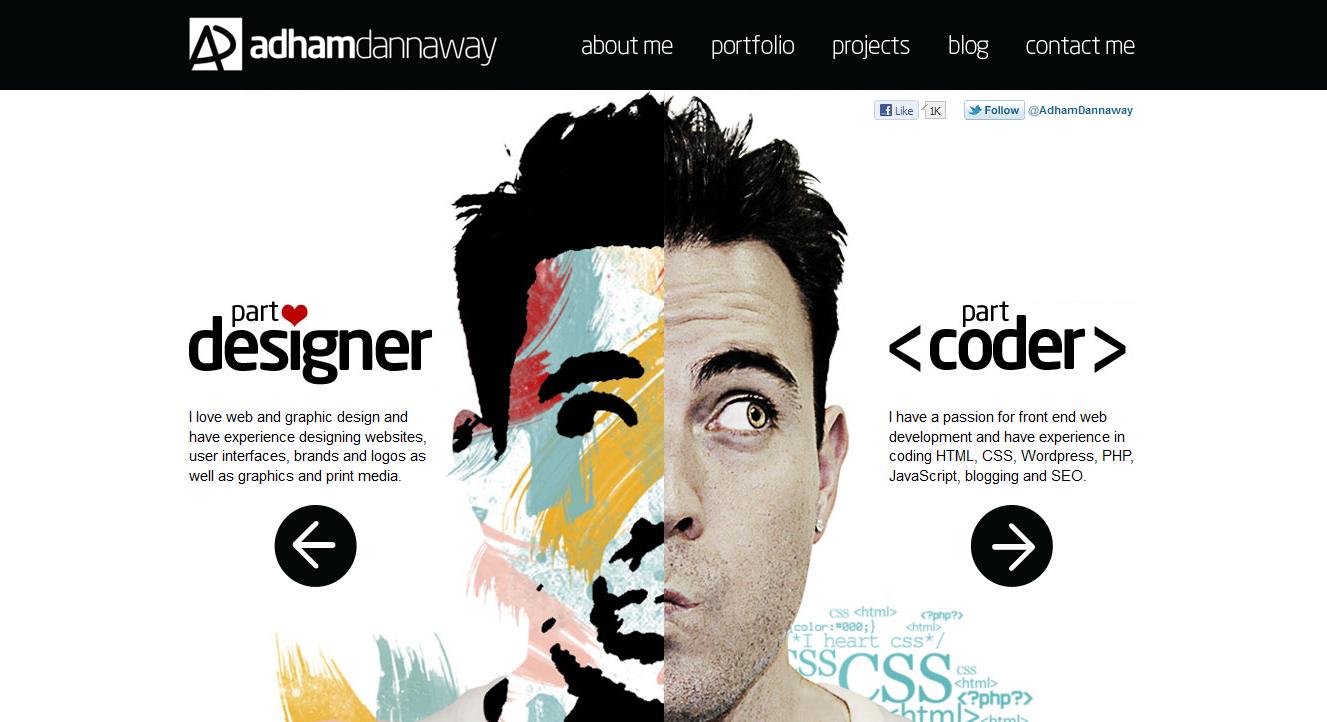 AD adhamdannaway
about me portfolio projects blog contact me
Like 1K Follow @AdhamDannaway
part
designer
I love web and graphic design and
have experience designing websites,
user interfaces, brands and logos as
well as graphics and print media.
part
<coder>
I have a passion for front end web
development and have experience in
coding HTML, CSS, Wordpress, PHP,
JavaScript, blogging and SEO.
css <html> <?php?>
color:#000;} <html>
*I heart css*/
CSS CSS css
<html>
<?php?>
<html> <html>